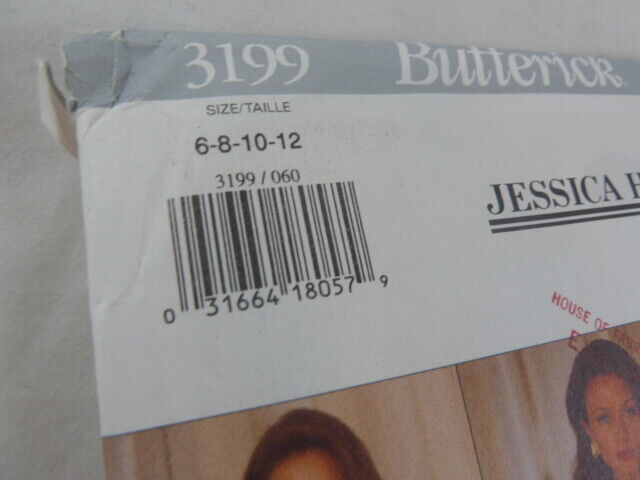 3199 Butterick
SIZE/TAILLE
6-8-10-12
3199 / 060
0 31664 18057 9
JESSICA H
HOUSE OF
E